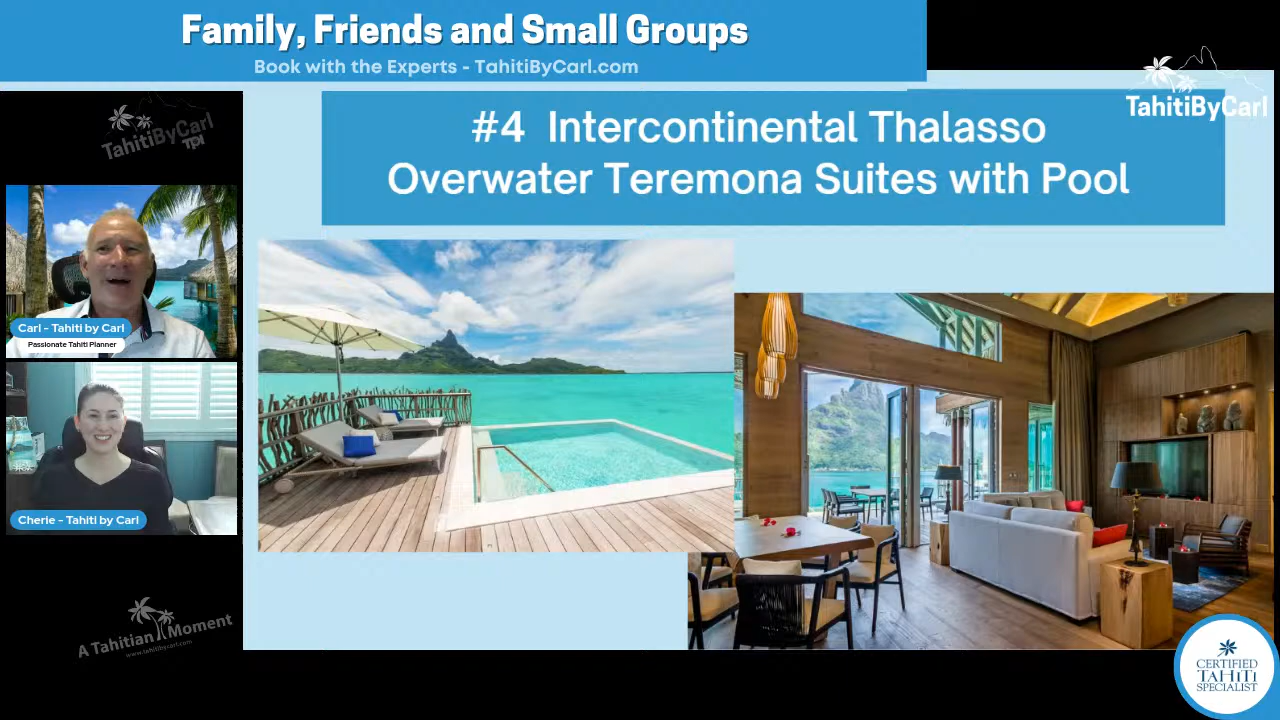 Family, Friends and Small Groups
Book with the Experts - TahitiByCarl.com
TahitiByCarl
#4 Intercontinental Thalasso
Overwater Teremona Suites with Pool
TahitiByCarl
TPI
Carl - Tahiti by Carl
Passionate Tahiti Planner
Cherie - Tahiti by Carl
A Tahitian Moment
www.tahitibycarl.com
CERTIFIED
TAHITI
SPECIALIST